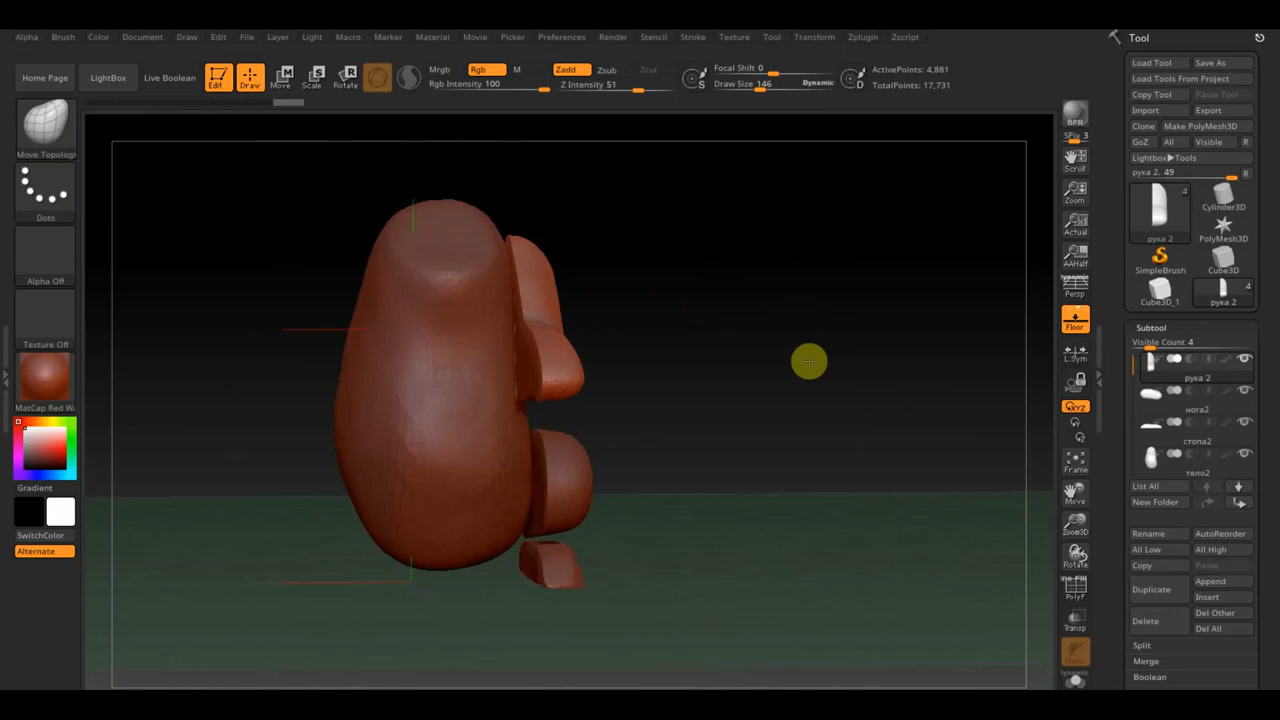 Alpha Brush Color Document Draw Edit File Layer Light Macro Marker Material Movie Picker Preferences Render Stencil Stroke Texture Tool Transform Zplugin Zscript
Tool
Home Page
LightBox
Live Boolean
Edit
Draw
Move
Scale
Rotate
Mrgb Rgb M
Rgb Intensity 100
Zadd Zsub Zcut
Z Intensity 51
Focal Shift 0
Draw Size 146 Dynamic
ActivePoints: 4,881
TotalPoints: 17,731
Move Topologi
Dots
Alpha Off
Texture Off
MatCap Red Wa
Gradient
SwitchColor
Alternate
BPR
SPix 3
Scroll
Zoom
Actual
AAHalf
Dynamic
Persp
Floor
L.Sym
XYZ
Frame
Move
Zoom3D
Rotate
PolyF
Transp
Dynamic
Load Tool Save As
Load Tools From Project
Copy Tool Paste Tool
Import Export
Clone Make PolyMesh3D
GoZ All Visible R
Lightbox▶Tools
рука 2. 49 R
4
рука 2
Cylinder3D
PolyMesh3D
SimpleBrush
Cube3D
Cube3D_1
4
рука 2
Subtool
Visible Count 4
рука 2
нога2
стопа2
тело2
List All
New Folder
Rename AutoReorder
All Low All High
Copy Paste
Duplicate Append
Insert
Delete Del Other
Del All
Split
Merge
Boolean